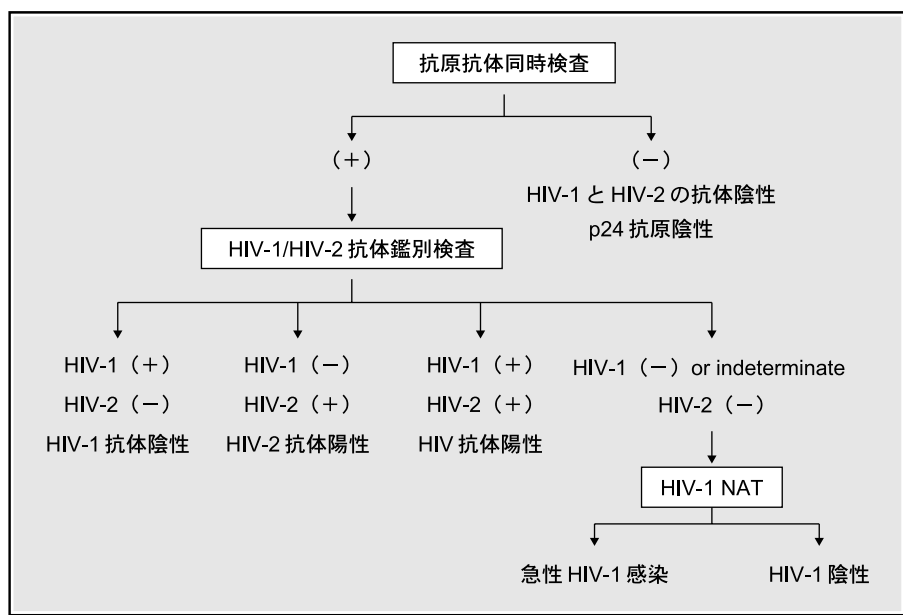 抗原抗体同時検査
(+)
(−)
HIV-1 と HIV-2 の抗体陰性
p24 抗原陰性
HIV-1/HIV-2 抗体鑑別検査
HIV-1(+)
HIV-2(−)
HIV-1 抗体陰性
HIV-1(−)
HIV-2(+)
HIV-2 抗体陽性
HIV-1(+)
HIV-2(+)
HIV 抗体陽性
HIV-1(−)or indeterminate
HIV-2(−)
HIV-1 NAT
急性 HIV-1 感染
HIV-1 陰性